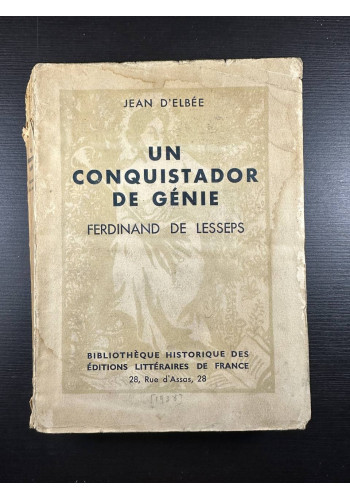 JEAN D'ELBÉE
UN
CONQUISTADOR
DE GÉNIE
FERDINAND DE LESSEPS
BIBLIOTHÈQUE HISTORIQUE DES
ÉDITIONS LITTÉRAIRES DE FRANCE
28, Rue d'Assas, 28